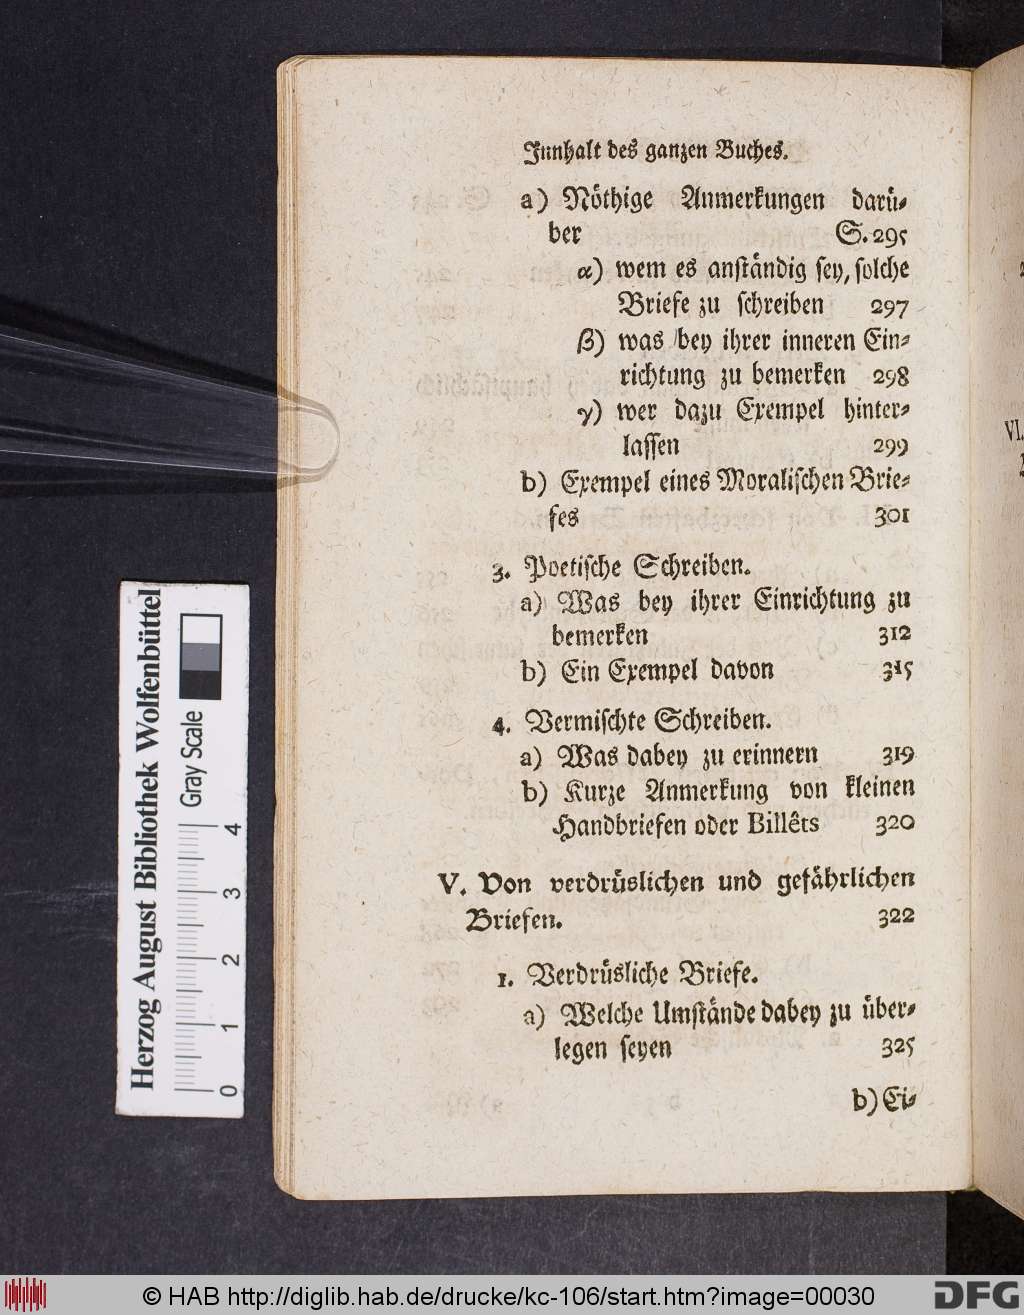 Innhalt des ganzen Buches.
a) Nöthige Anmerkungen darü-
ber S. 295
α) wem es anständig sey, solche
Briefe zu schreiben 297
β) was bey ihrer inneren Ein-
richtung zu bemerken 298
γ) wer dazu Exempel hinter-
lassen 299
b) Exempel eines Moralischen Brie-
fes 301
3. Poetische Schreiben.
a) Was bey ihrer Einrichtung zu
bemerken 312
b) Ein Exempel davon 315
4. Vermischte Schreiben.
a) Was dabey zu erinnern 319
b) Kurze Anmerkung von kleinen
Handbriefen oder Billêts 320
V. Von verdrüslichen und gefährlichen
Briefen. 322
1. Verdrüsliche Briefe.
a) Welche Umstände dabey zu über-
legen seyen 325
b) Ei-
VI.
Herzog August Bibliothek Wolfenbüttel
Gray Scale
0 1 2 3 4
© HAB http://diglib.hab.de/drucke/kc-106/start.htm?image=00030
DFG